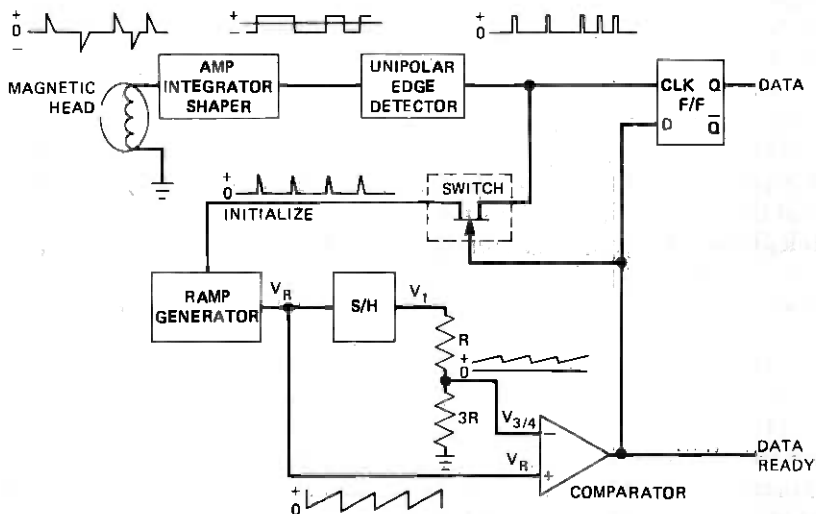 +
0
−
+
−
+
0
MAGNETIC
HEAD
AMP
INTEGRATOR
SHAPER
UNIPOLAR
EDGE
DETECTOR
CLK Q
F/F
D Q̅
DATA
+
0
INITIALIZE
SWITCH
RAMP
GENERATOR
V_R
S/H
V_1
R
+
0
3R
V_3/4
−
V_R
+
COMPARATOR
DATA
READY
+
0